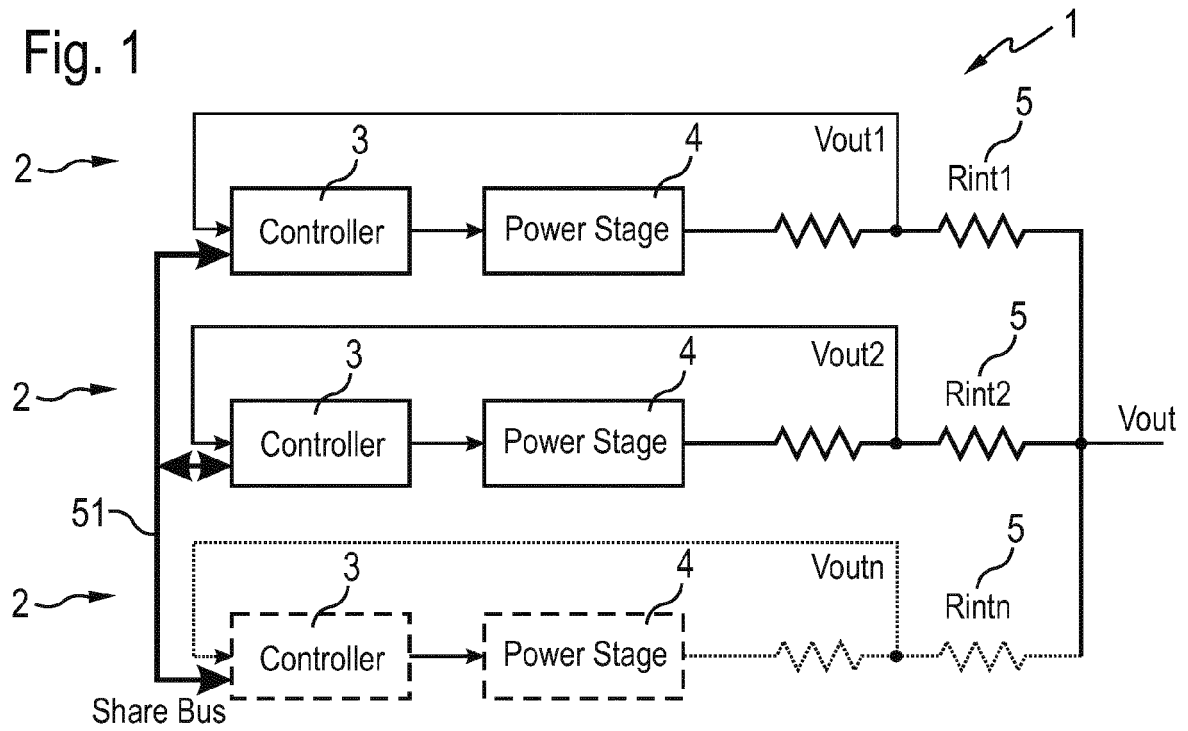 Fig. 1
1
2
3
4
Vout1
5
Rint1
Controller
Power Stage
2
3
4
Vout2
5
Rint2
Controller
Power Stage
Vout
51
2
3
4
Voutn
5
Rintn
Controller
Power Stage
Share Bus